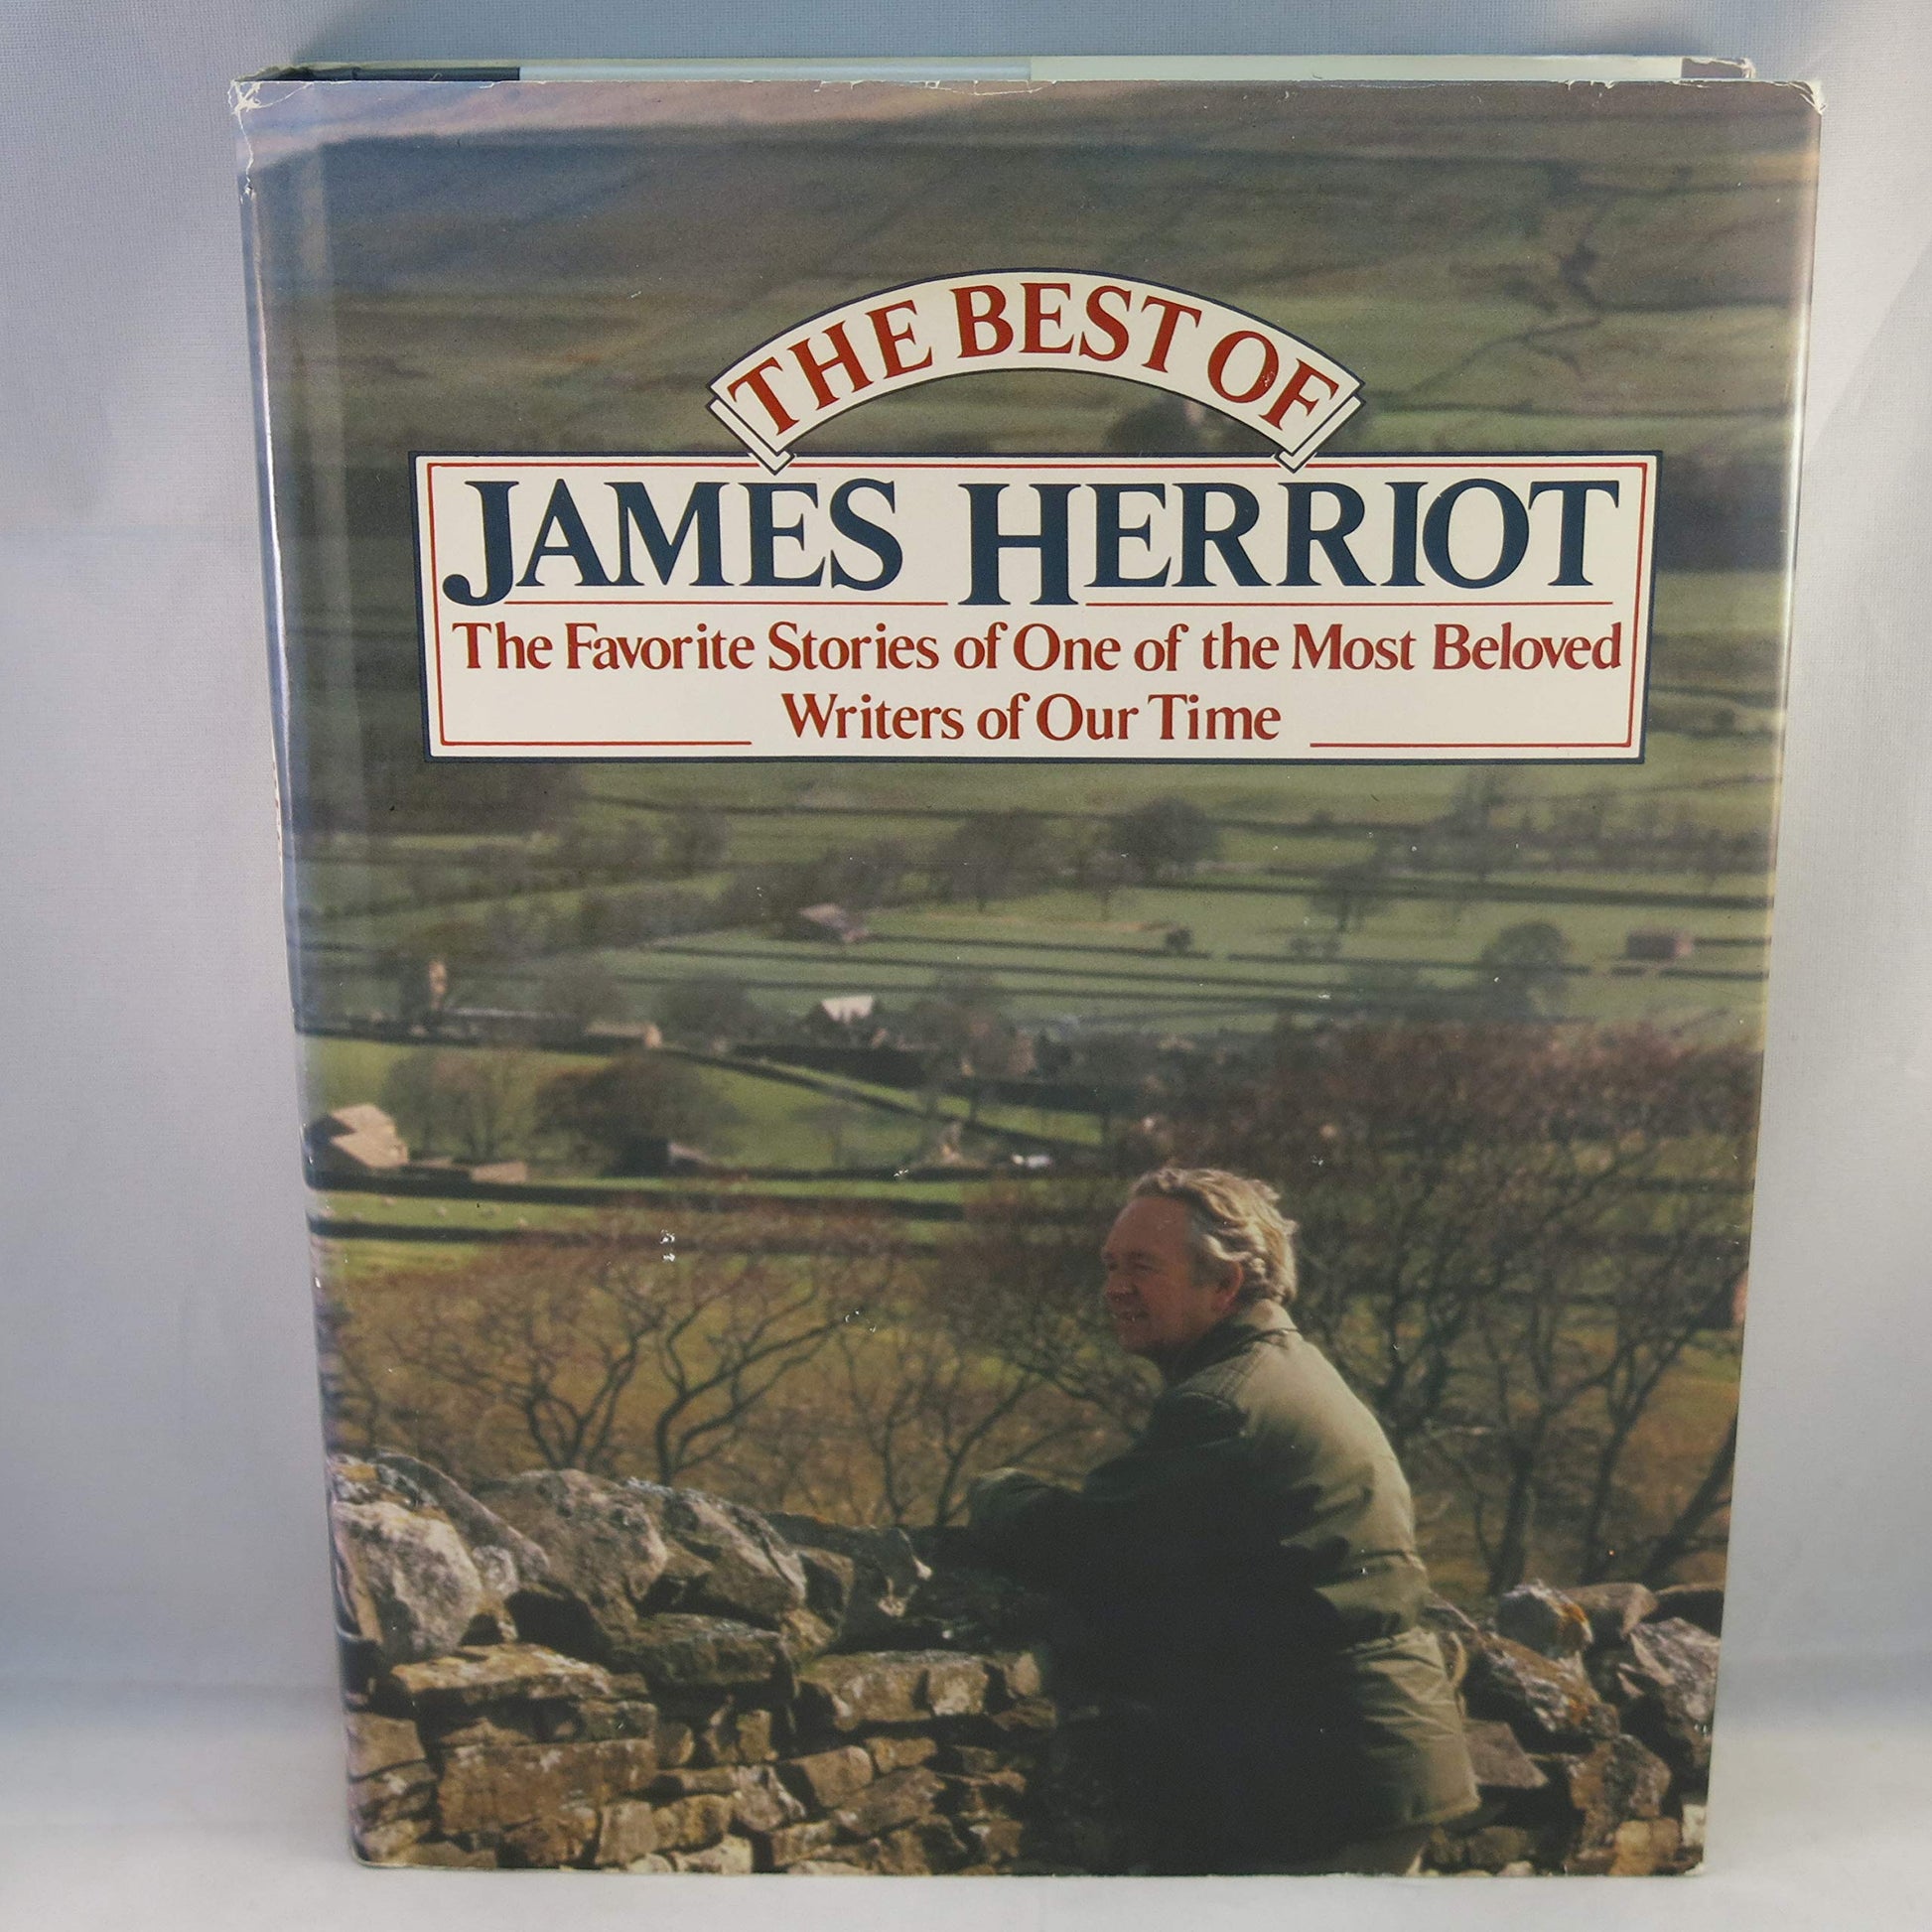 THE BEST OF
JAMES HERRIOT
The Favorite Stories of One of the Most Beloved
Writers of Our Time